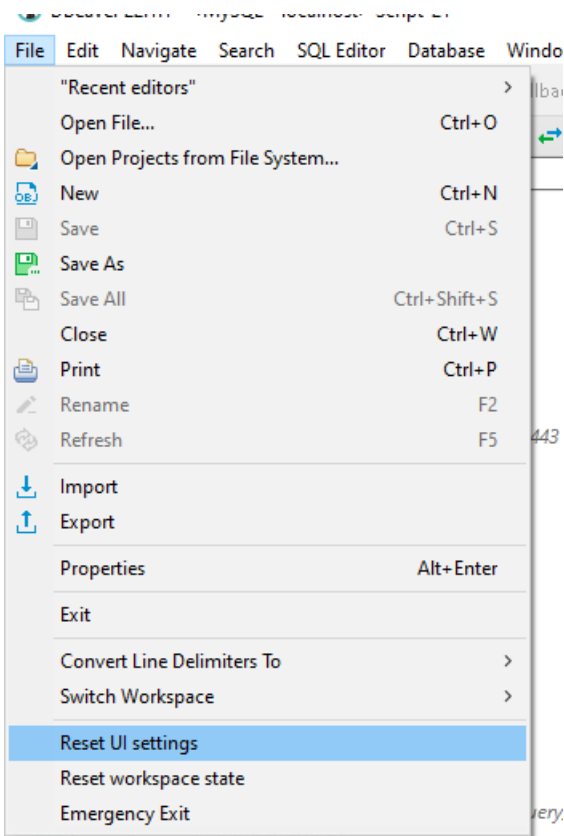 File Edit Navigate Search SQL Editor Database Windo
"Recent editors"
Open File... Ctrl+O
Open Projects from File System...
OBJ New Ctrl+N
Save Ctrl+S
Save As
Save All Ctrl+Shift+S
Close Ctrl+W
Print Ctrl+P
Rename F2
Refresh F5
443
Import
Export
Properties Alt+Enter
Exit
Convert Line Delimiters To
Switch Workspace
Reset UI settings
Reset workspace state
Emergency Exit